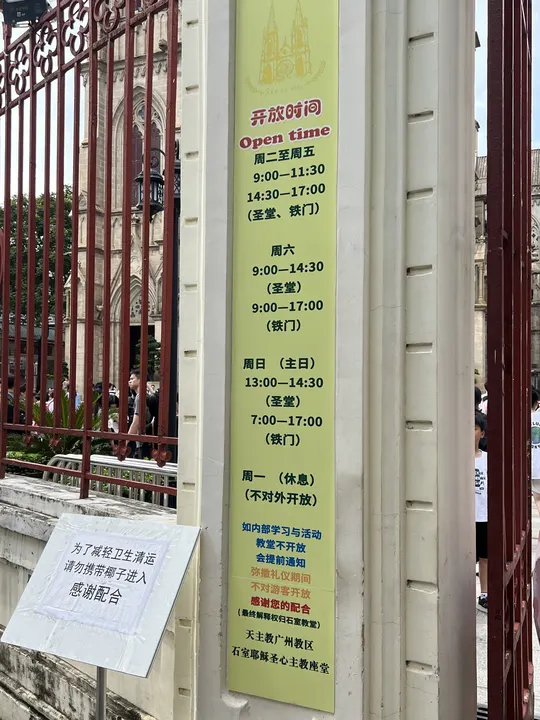 开放时间
Open time
周二至周五
9:00—11:30
14:30—17:00
（圣堂、铁门）
周六
9:00—14:30
（圣堂）
9:00—17:00
（铁门）
周日 （主日）
13:00—14:30
（圣堂）
7:00—17:00
（铁门）
周一 （休息）
（不对外开放）
如内部学习与活动
教堂不开放
会提前通知
弥撒礼仪期间
不对游客开放
感谢您的配合
（最终解释权归石室教堂）
天主教广州教区
石室耶稣圣心主教座堂
为了减轻卫生清运
请勿携带椰子进入
感谢配合